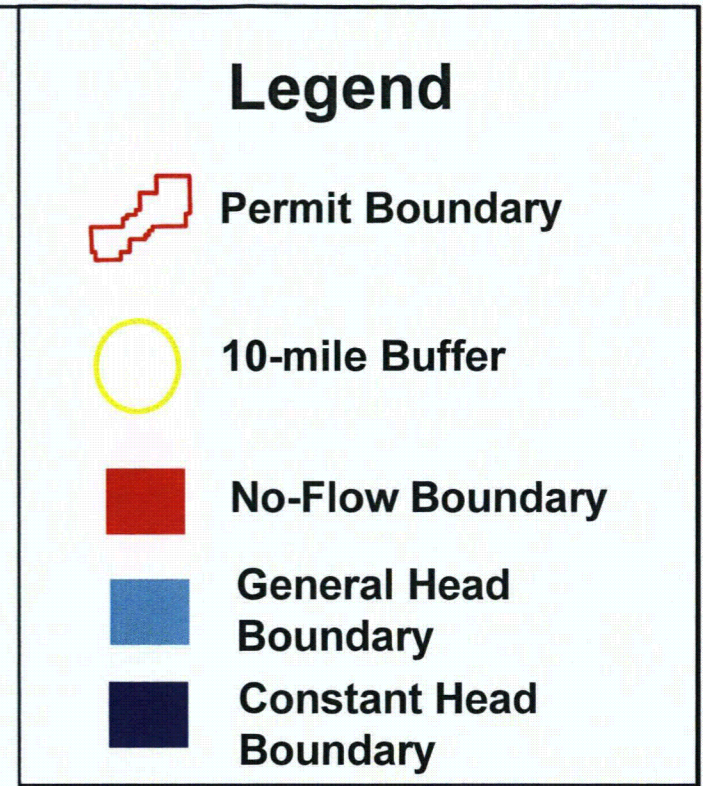 Legend
Permit Boundary
10-mile Buffer
No-Flow Boundary
General Head
Boundary
Constant Head
Boundary